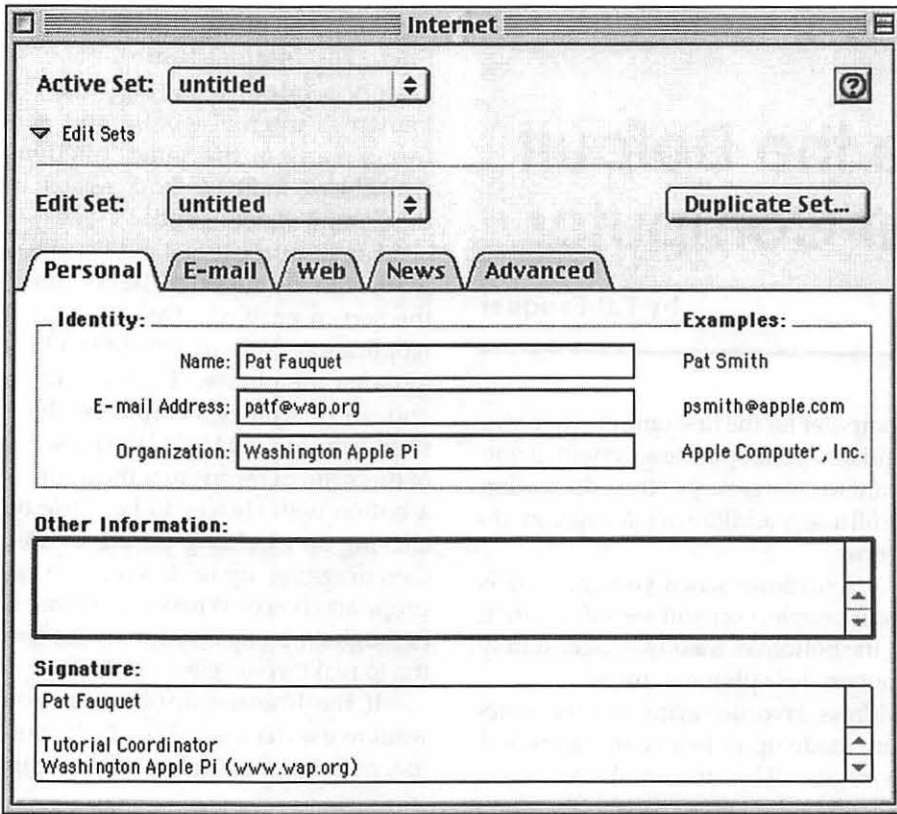 Internet
Active Set: untitled
Edit Sets
Edit Set: untitled Duplicate Set...
Personal E-mail Web News Advanced
Identity: Examples:
Name: Pat Fauquet Pat Smith
E-mail Address: patf@wap.org psmith@apple.com
Organization: Washington Apple Pi Apple Computer, Inc.
Other Information:
Signature:
Pat Fauquet
Tutorial Coordinator
Washington Apple Pi (www.wap.org)